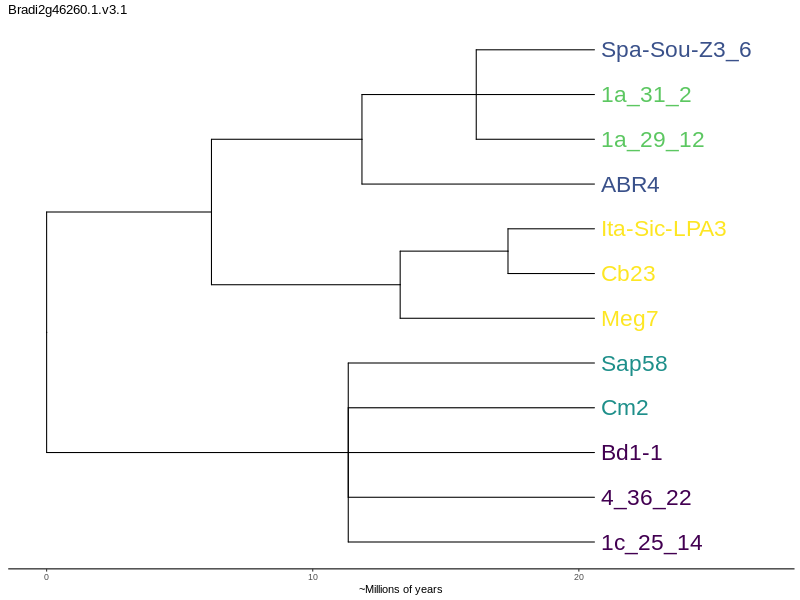 Bradi2g46260.1.v3.1
Spa-Sou-Z3_6
1a_31_2
1a_29_12
ABR4
Ita-Sic-LPA3
Cb23
Meg7
Sap58
Cm2
Bd1-1
4_36_22
1c_25_14
0 10 20
~Millions of years